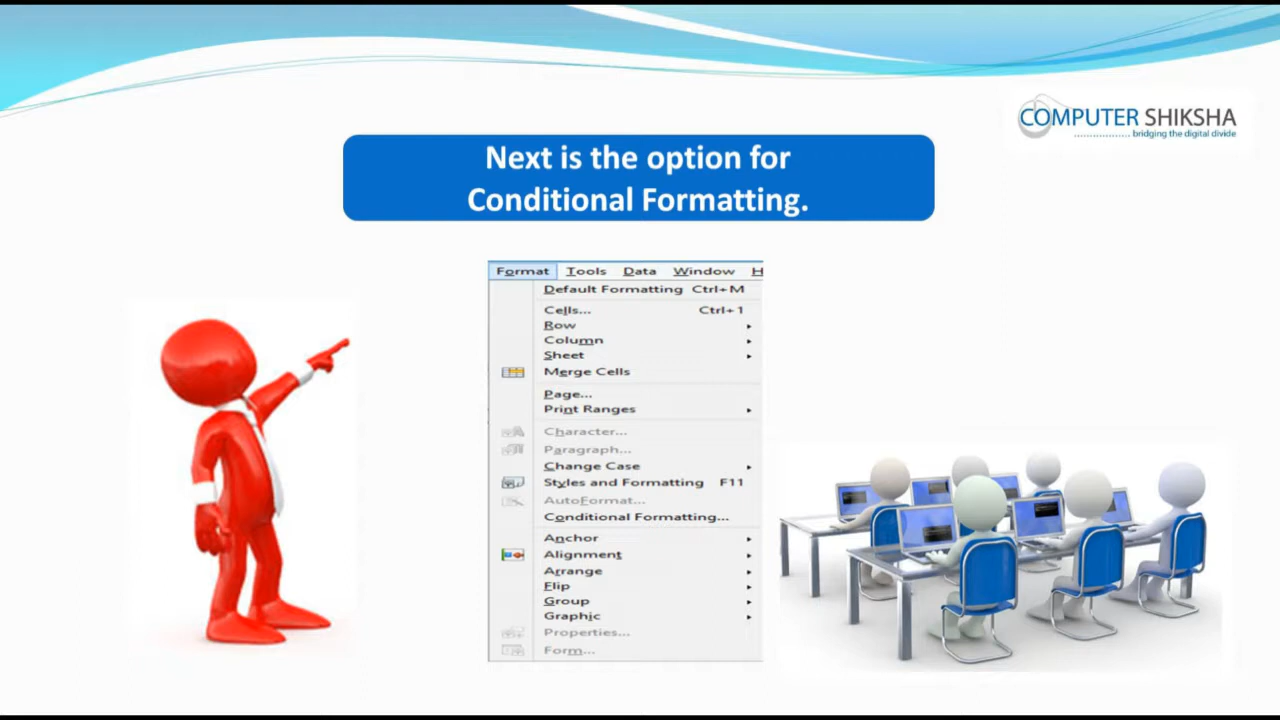 COMPUTER SHIKSHA
bridging the digital divide
Next is the option for
Conditional Formatting.
Format Tools Data Window H
Default Formatting Ctrl+M
Cells... Ctrl+1
Row
Column
Sheet
Merge Cells
Page...
Print Ranges
Character...
Paragraph...
Change Case
Styles and Formatting F11
AutoFormat...
Conditional Formatting...
Anchor
Alignment
Arrange
Flip
Group
Graphic
Properties...
Form...